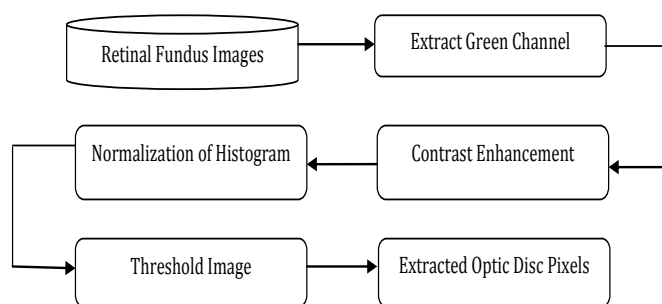 Retinal Fundus Images
Extract Green Channel
Contrast Enhancement
Normalization of Histogram
Threshold Image
Extracted Optic Disc Pixels